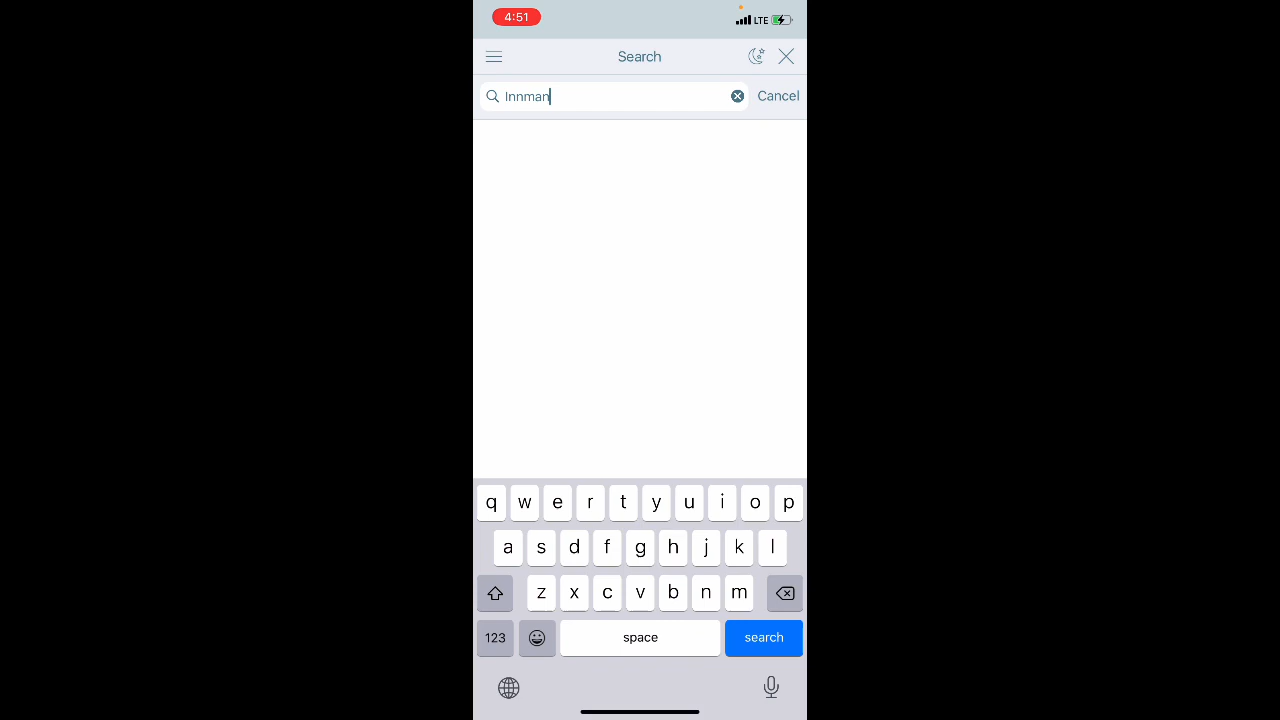 4:51
LTE
Search
Innman
Cancel
q w e r t y u i o p
a s d f g h j k l
z x c v b n m
123 space search